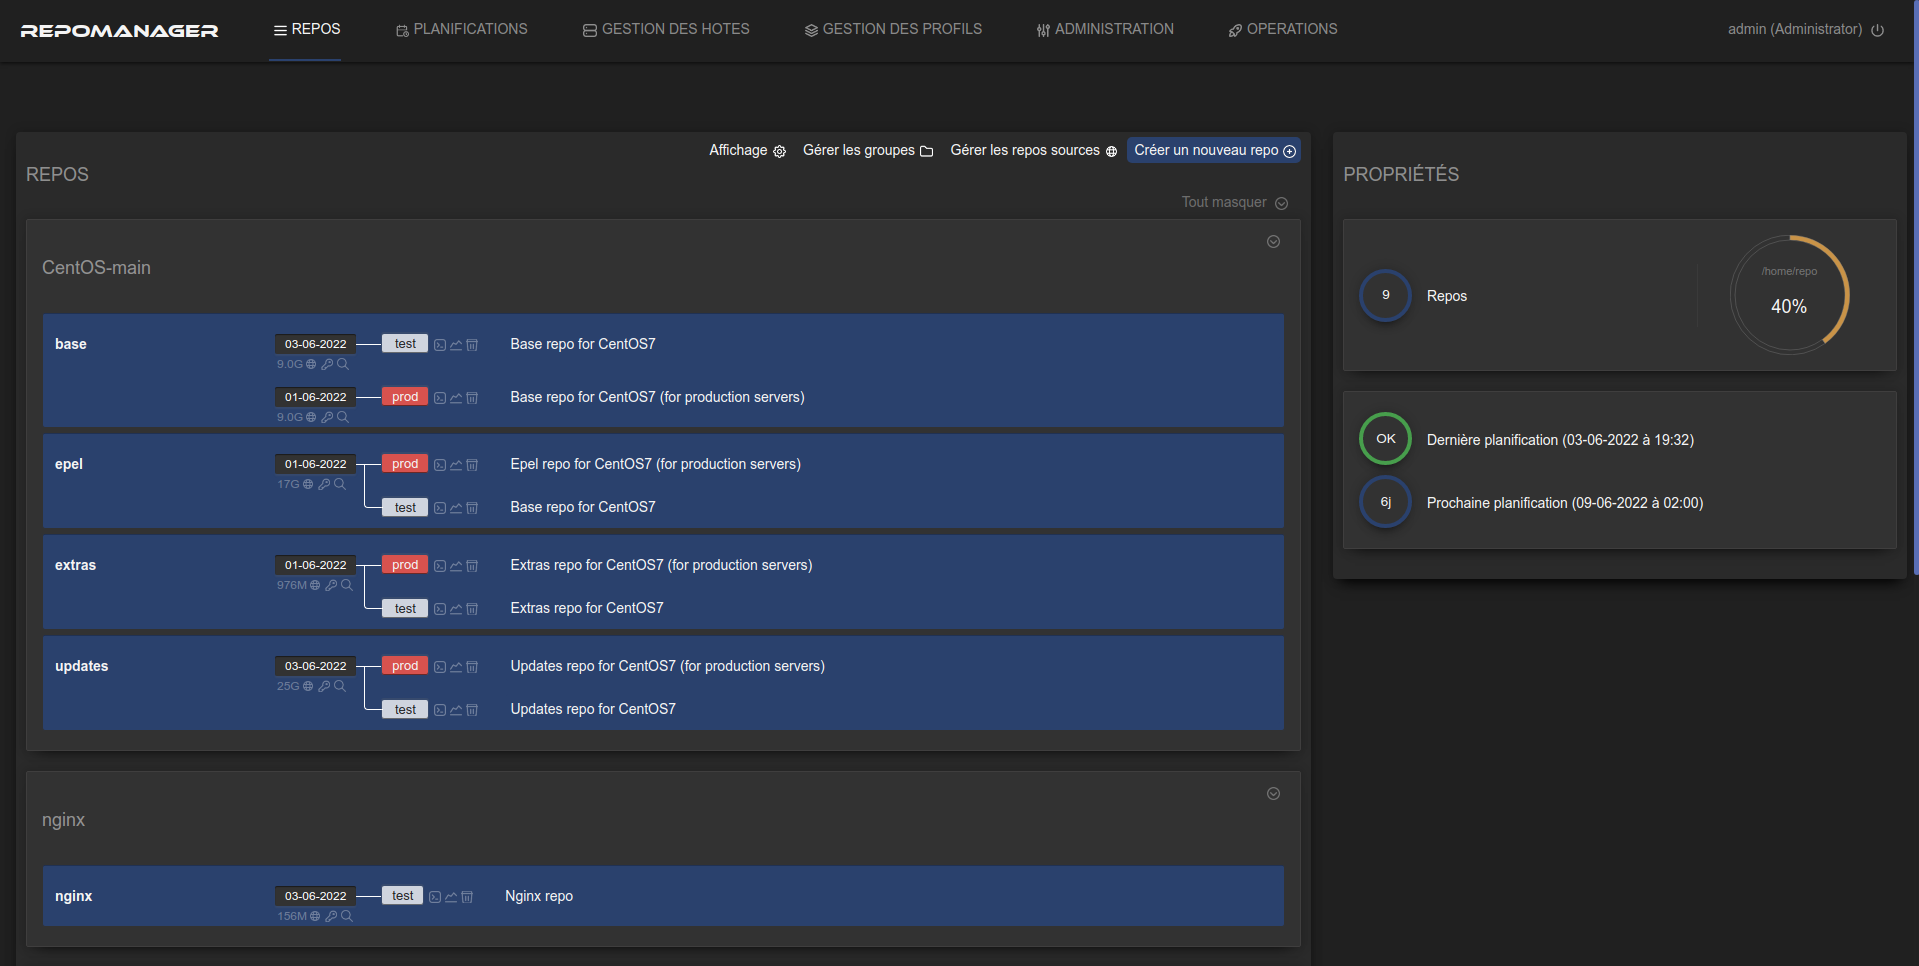 REPOMANAGER REPOS PLANIFICATIONS GESTION DES HOTES GESTION DES PROFILS ADMINISTRATION OPERATIONS admin (Administrator)
Affichage Gérer les groupes Gérer les repos sources Créer un nouveau repo
REPOS
Tout masquer
CentOS-main
base 03-06-2022 test Base repo for CentOS7
9.0G
01-06-2022 prod Base repo for CentOS7 (for production servers)
9.0G
epel 01-06-2022 prod Epel repo for CentOS7 (for production servers)
17G
test Base repo for CentOS7
extras 01-06-2022 prod Extras repo for CentOS7 (for production servers)
976M
test Extras repo for CentOS7
updates 03-06-2022 prod Updates repo for CentOS7 (for production servers)
25G
test Updates repo for CentOS7
nginx
nginx 03-06-2022 test Nginx repo
156M
PROPRIÉTÉS
9 Repos
/home/repo
40%
OK Dernière planification (03-06-2022 à 19:32)
6j Prochaine planification (09-06-2022 à 02:00)